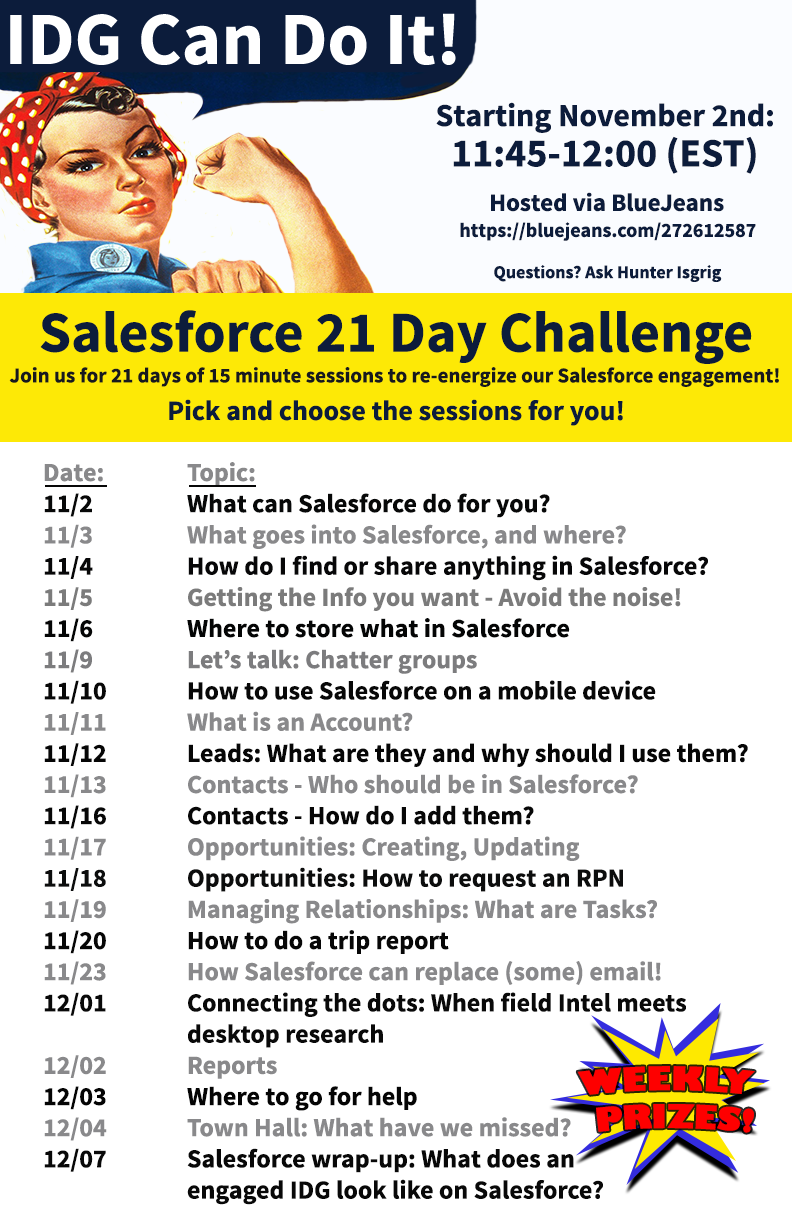 IDG Can Do It!
Starting November 2nd:
11:45-12:00 (EST)
Hosted via BlueJeans
https://bluejeans.com/272612587
Questions? Ask Hunter Isgrig
Salesforce 21 Day Challenge
Join us for 21 days of 15 minute sessions to re-energize our Salesforce engagement!
Pick and choose the sessions for you!
Date: Topic:
11/2 What can Salesforce do for you?
11/3 What goes into Salesforce, and where?
11/4 How do I find or share anything in Salesforce?
11/5 Getting the Info you want - Avoid the noise!
11/6 Where to store what in Salesforce
11/9 Let's talk: Chatter groups
11/10 How to use Salesforce on a mobile device
11/11 What is an Account?
11/12 Leads: What are they and why should I use them?
11/13 Contacts - Who should be in Salesforce?
11/16 Contacts - How do I add them?
11/17 Opportunities: Creating, Updating
11/18 Opportunities: How to request an RPN
11/19 Managing Relationships: What are Tasks?
11/20 How to do a trip report
11/23 How Salesforce can replace (some) email!
12/01 Connecting the dots: When field Intel meets
desktop research
12/02 Reports
12/03 Where to go for help
12/04 Town Hall: What have we missed?
12/07 Salesforce wrap-up: What does an
engaged IDG look like on Salesforce?
WEEKLY
PRIZES!